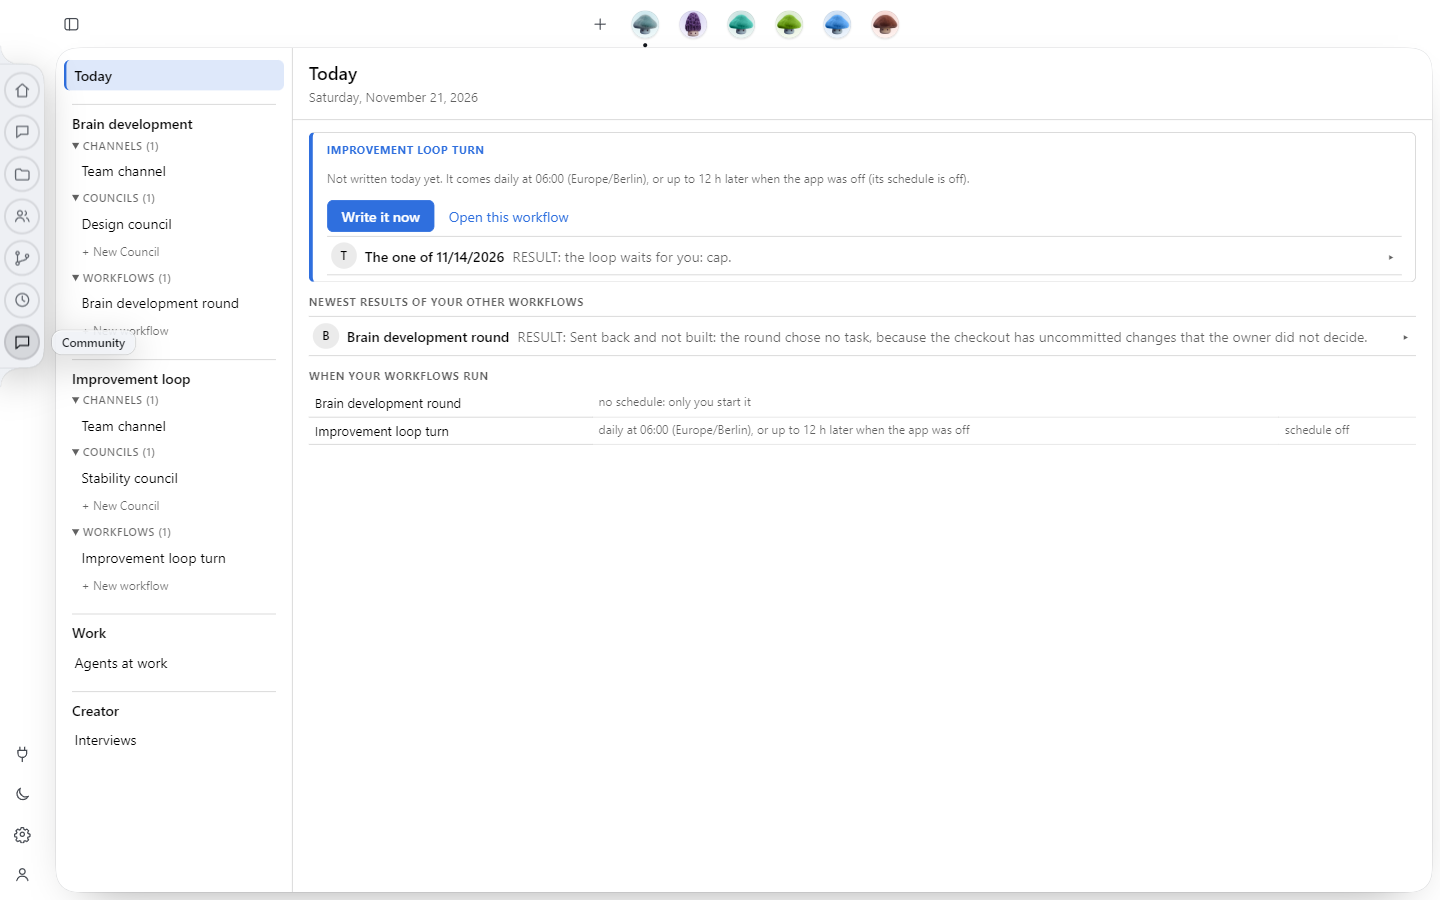 Today
Brain development
CHANNELS (1)
Team channel
COUNCILS (1)
Design council
+ New Council
WORKFLOWS (1)
Brain development round
+ New workflow
Community
Improvement loop
CHANNELS (1)
Team channel
COUNCILS (1)
Stability council
+ New Council
WORKFLOWS (1)
Improvement loop turn
+ New workflow
Work
Agents at work
Creator
Interviews
Today
Saturday, November 21, 2026
IMPROVEMENT LOOP TURN
Not written today yet. It comes daily at 06:00 (Europe/Berlin), or up to 12 h later when the app was off (its schedule is off).
Write it now Open this workflow
T The one of 11/14/2026 RESULT: the loop waits for you: cap.
NEWEST RESULTS OF YOUR OTHER WORKFLOWS
B Brain development round RESULT: Sent back and not built: the round chose no task, because the checkout has uncommitted changes that the owner did not decide.
WHEN YOUR WORKFLOWS RUN
Brain development round no schedule: only you start it
Improvement loop turn daily at 06:00 (Europe/Berlin), or up to 12 h later when the app was off schedule off